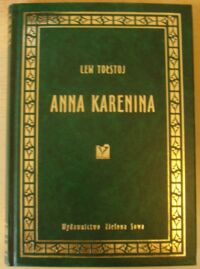 LEW TOŁSTOJ
ANNA KARENINA
Wydawnictwo Zielona Sowa